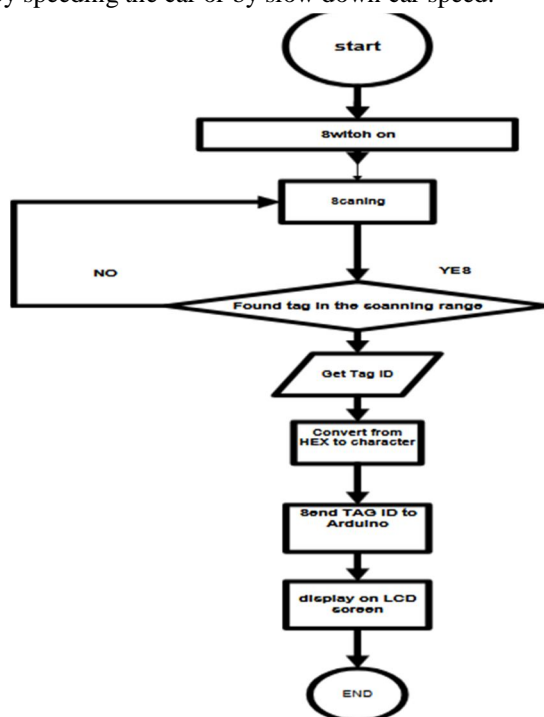 by speeding the car or by slow down car speed.
start
Switch on
Scaning
NO
YES
Found tag in the scanning range
Get Tag ID
Convert from
HEX to character
Send TAG ID to
Arduino
display on LCD
screen
END